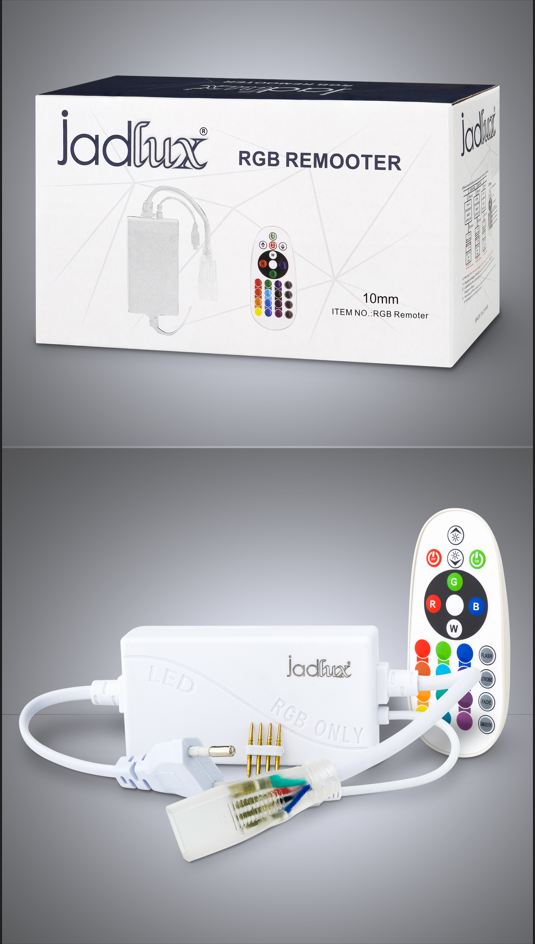 jadlux®
RGB REMOOTER
10mm
ITEM NO.:RGB Remoter
jadlux
G
R
B
W
LED
jadlux
RGB ONLY